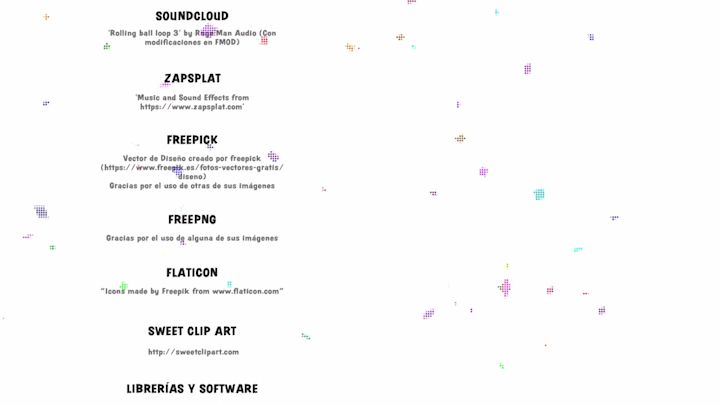 SOUNDCLOUD
'Rolling ball loop 3' by Rage Man Audio (Con
modificaciones en FMOD)
ZAPSPLAT
'Music and Sound Effects from
https://www.zapsplat.com'
FREEPICK
Vector de Diseño creado por freepick
(https://www.freepik.es/fotos-vectores-gratis/
diseno)
Gracias por el uso de otras de sus imágenes
FREEPNG
Gracias por el uso de alguna de sus imágenes
FLATICON
"Icons made by Freepik from www.flaticon.com"
SWEET CLIP ART
http://sweetclipart.com
LIBRERÍAS Y SOFTWARE